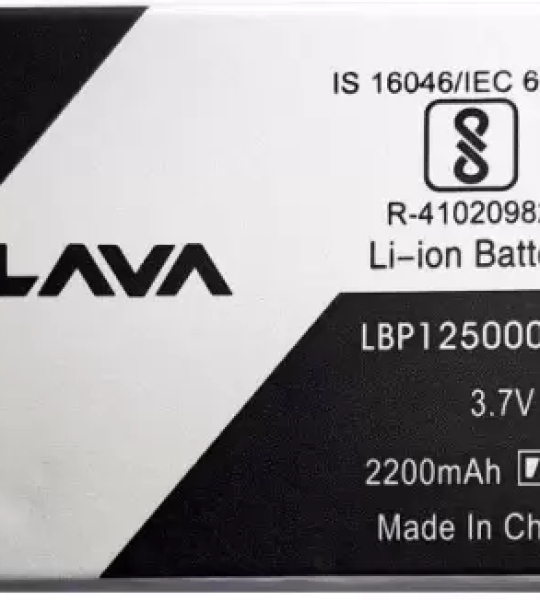 IS 16046/IEC 6
R-4102098
Li-ion Batte
LAVA
LBP125000
3.7V
2200mAh
Made In Ch